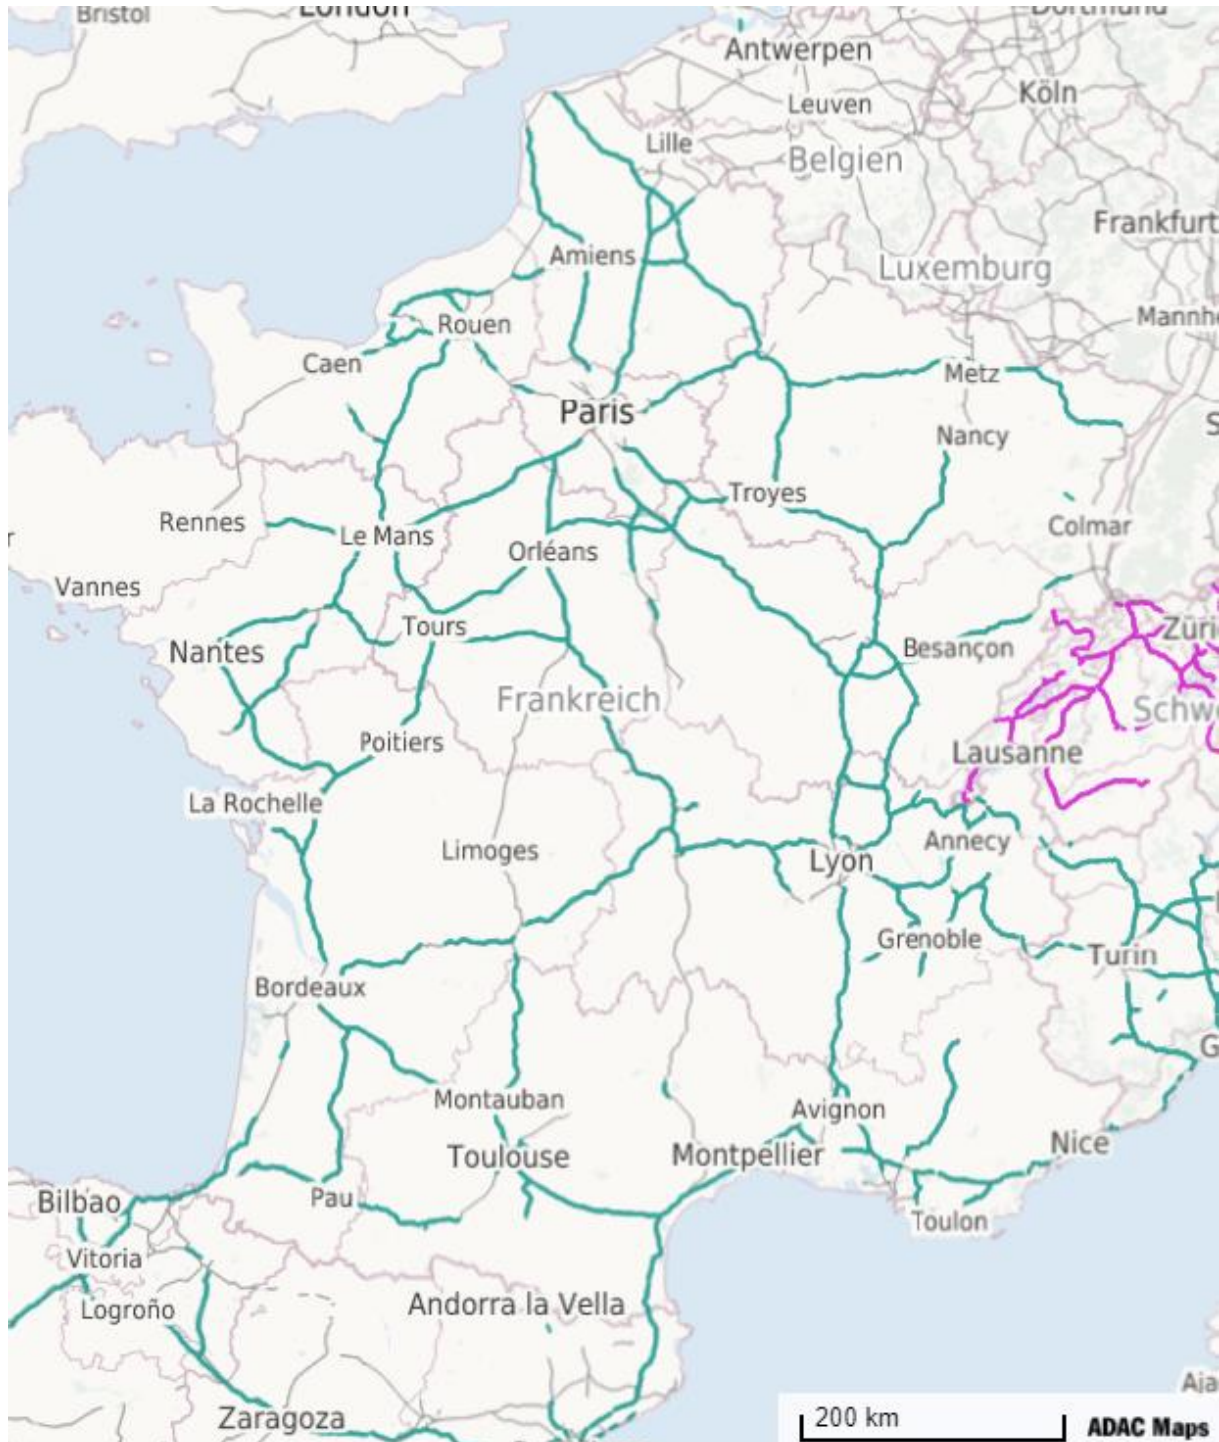 Bristol
London
Dortmund
Antwerpen
Köln
Leuven
Lille
Belgien
Frankfurt
Amiens
Luxemburg
Mannhe
Rouen
Caen
Metz
Paris
S
Nancy
Troyes
Rennes
Le Mans
Colmar
r
Orléans
Vannes
Tours
Züri
Nantes
Besançon
Frankreich
Schwe
Poitiers
Lausanne
La Rochelle
Limoges
Annecy
Lyon
Grenoble
Turin
Bordeaux
G
Montauban
Avignon
Toulouse
Montpellier
Nice
Bilbao
Pau
Toulon
Vitoria
Logroño
Andorra la Vella
Aja
Zaragoza
200 km
ADAC Maps